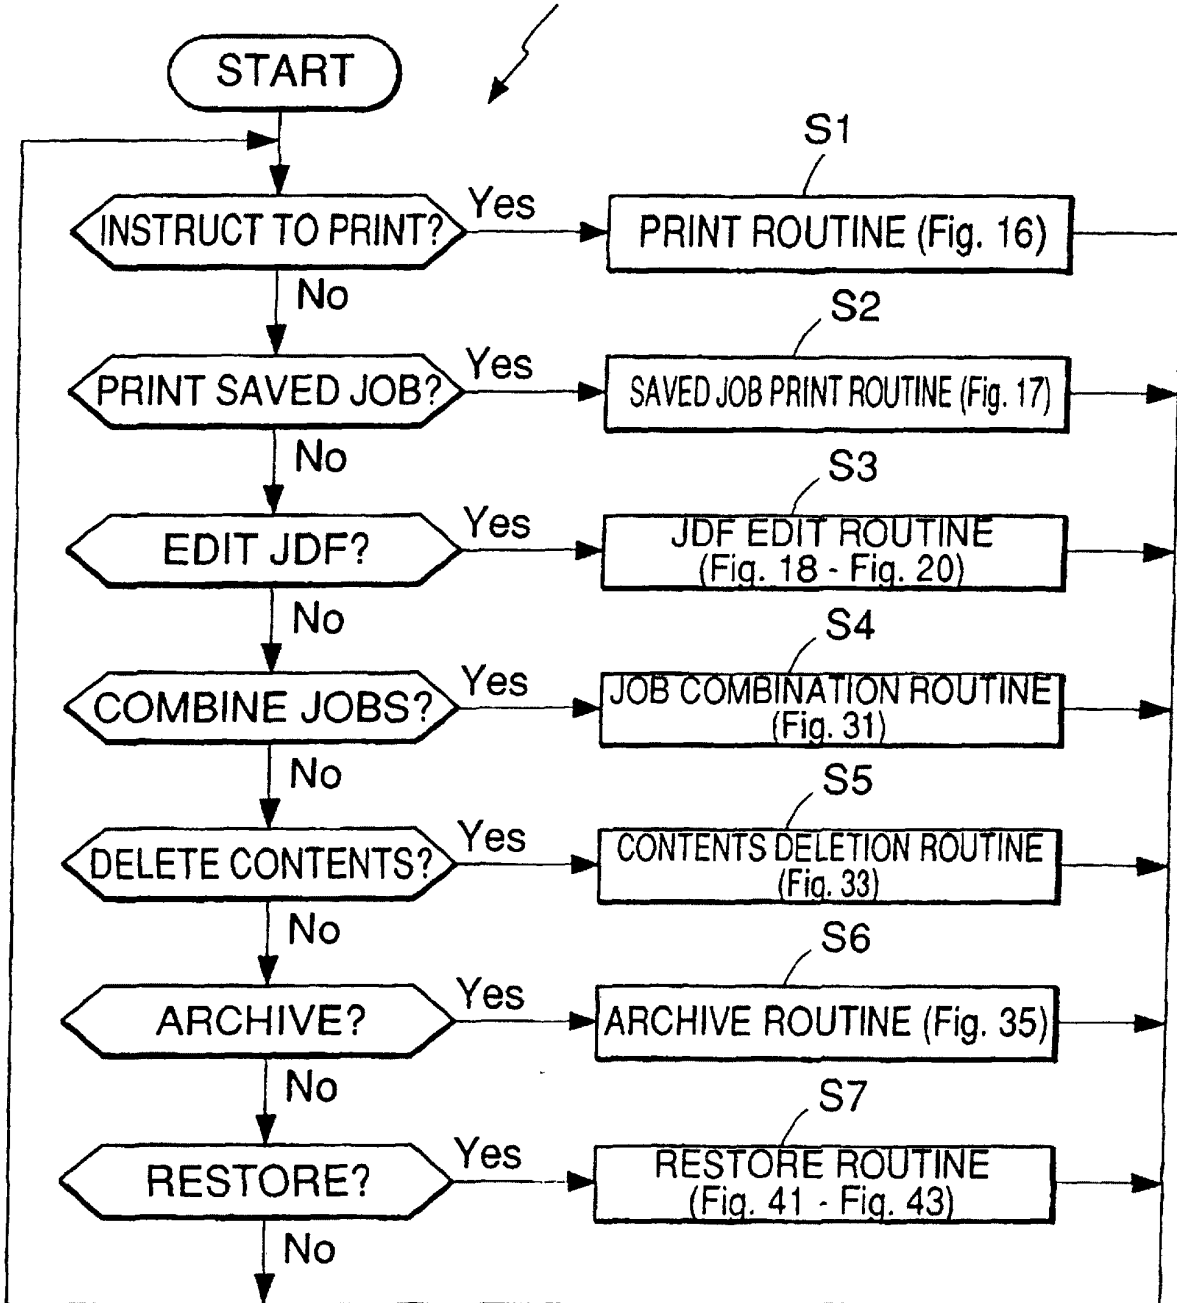 START
S1
INSTRUCT TO PRINT?
Yes
PRINT ROUTINE (Fig. 16)
No
S2
PRINT SAVED JOB?
Yes
SAVED JOB PRINT ROUTINE (Fig. 17)
No
S3
EDIT JDF?
Yes
JDF EDIT ROUTINE
(Fig. 18 - Fig. 20)
No
S4
COMBINE JOBS?
Yes
JOB COMBINATION ROUTINE
(Fig. 31)
No
S5
DELETE CONTENTS?
Yes
CONTENTS DELETION ROUTINE
(Fig. 33)
No
S6
ARCHIVE?
Yes
ARCHIVE ROUTINE (Fig. 35)
No
S7
RESTORE?
Yes
RESTORE ROUTINE
(Fig. 41 - Fig. 43)
No